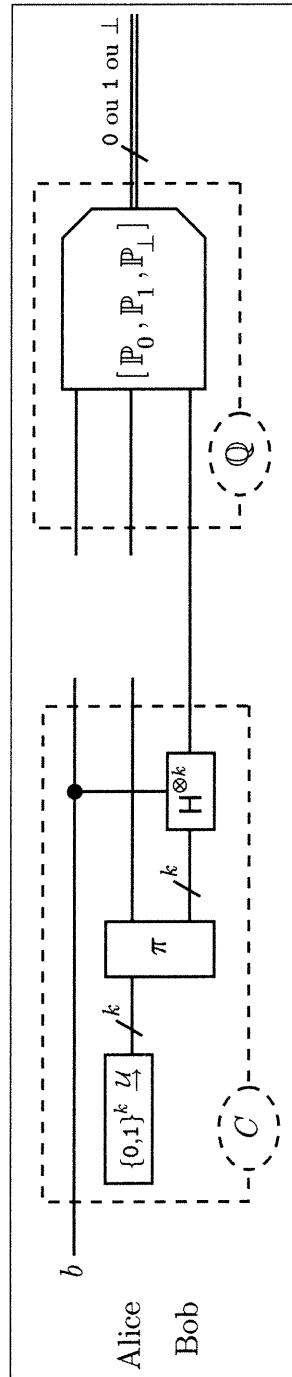 b
Alice
Bob
{0,1}^k →^𝒰
k
π
k
H^{⊗k}
C
[ℙ_0, ℙ_1, ℙ_⊥]
0 ou 1 ou ⊥
ℚ